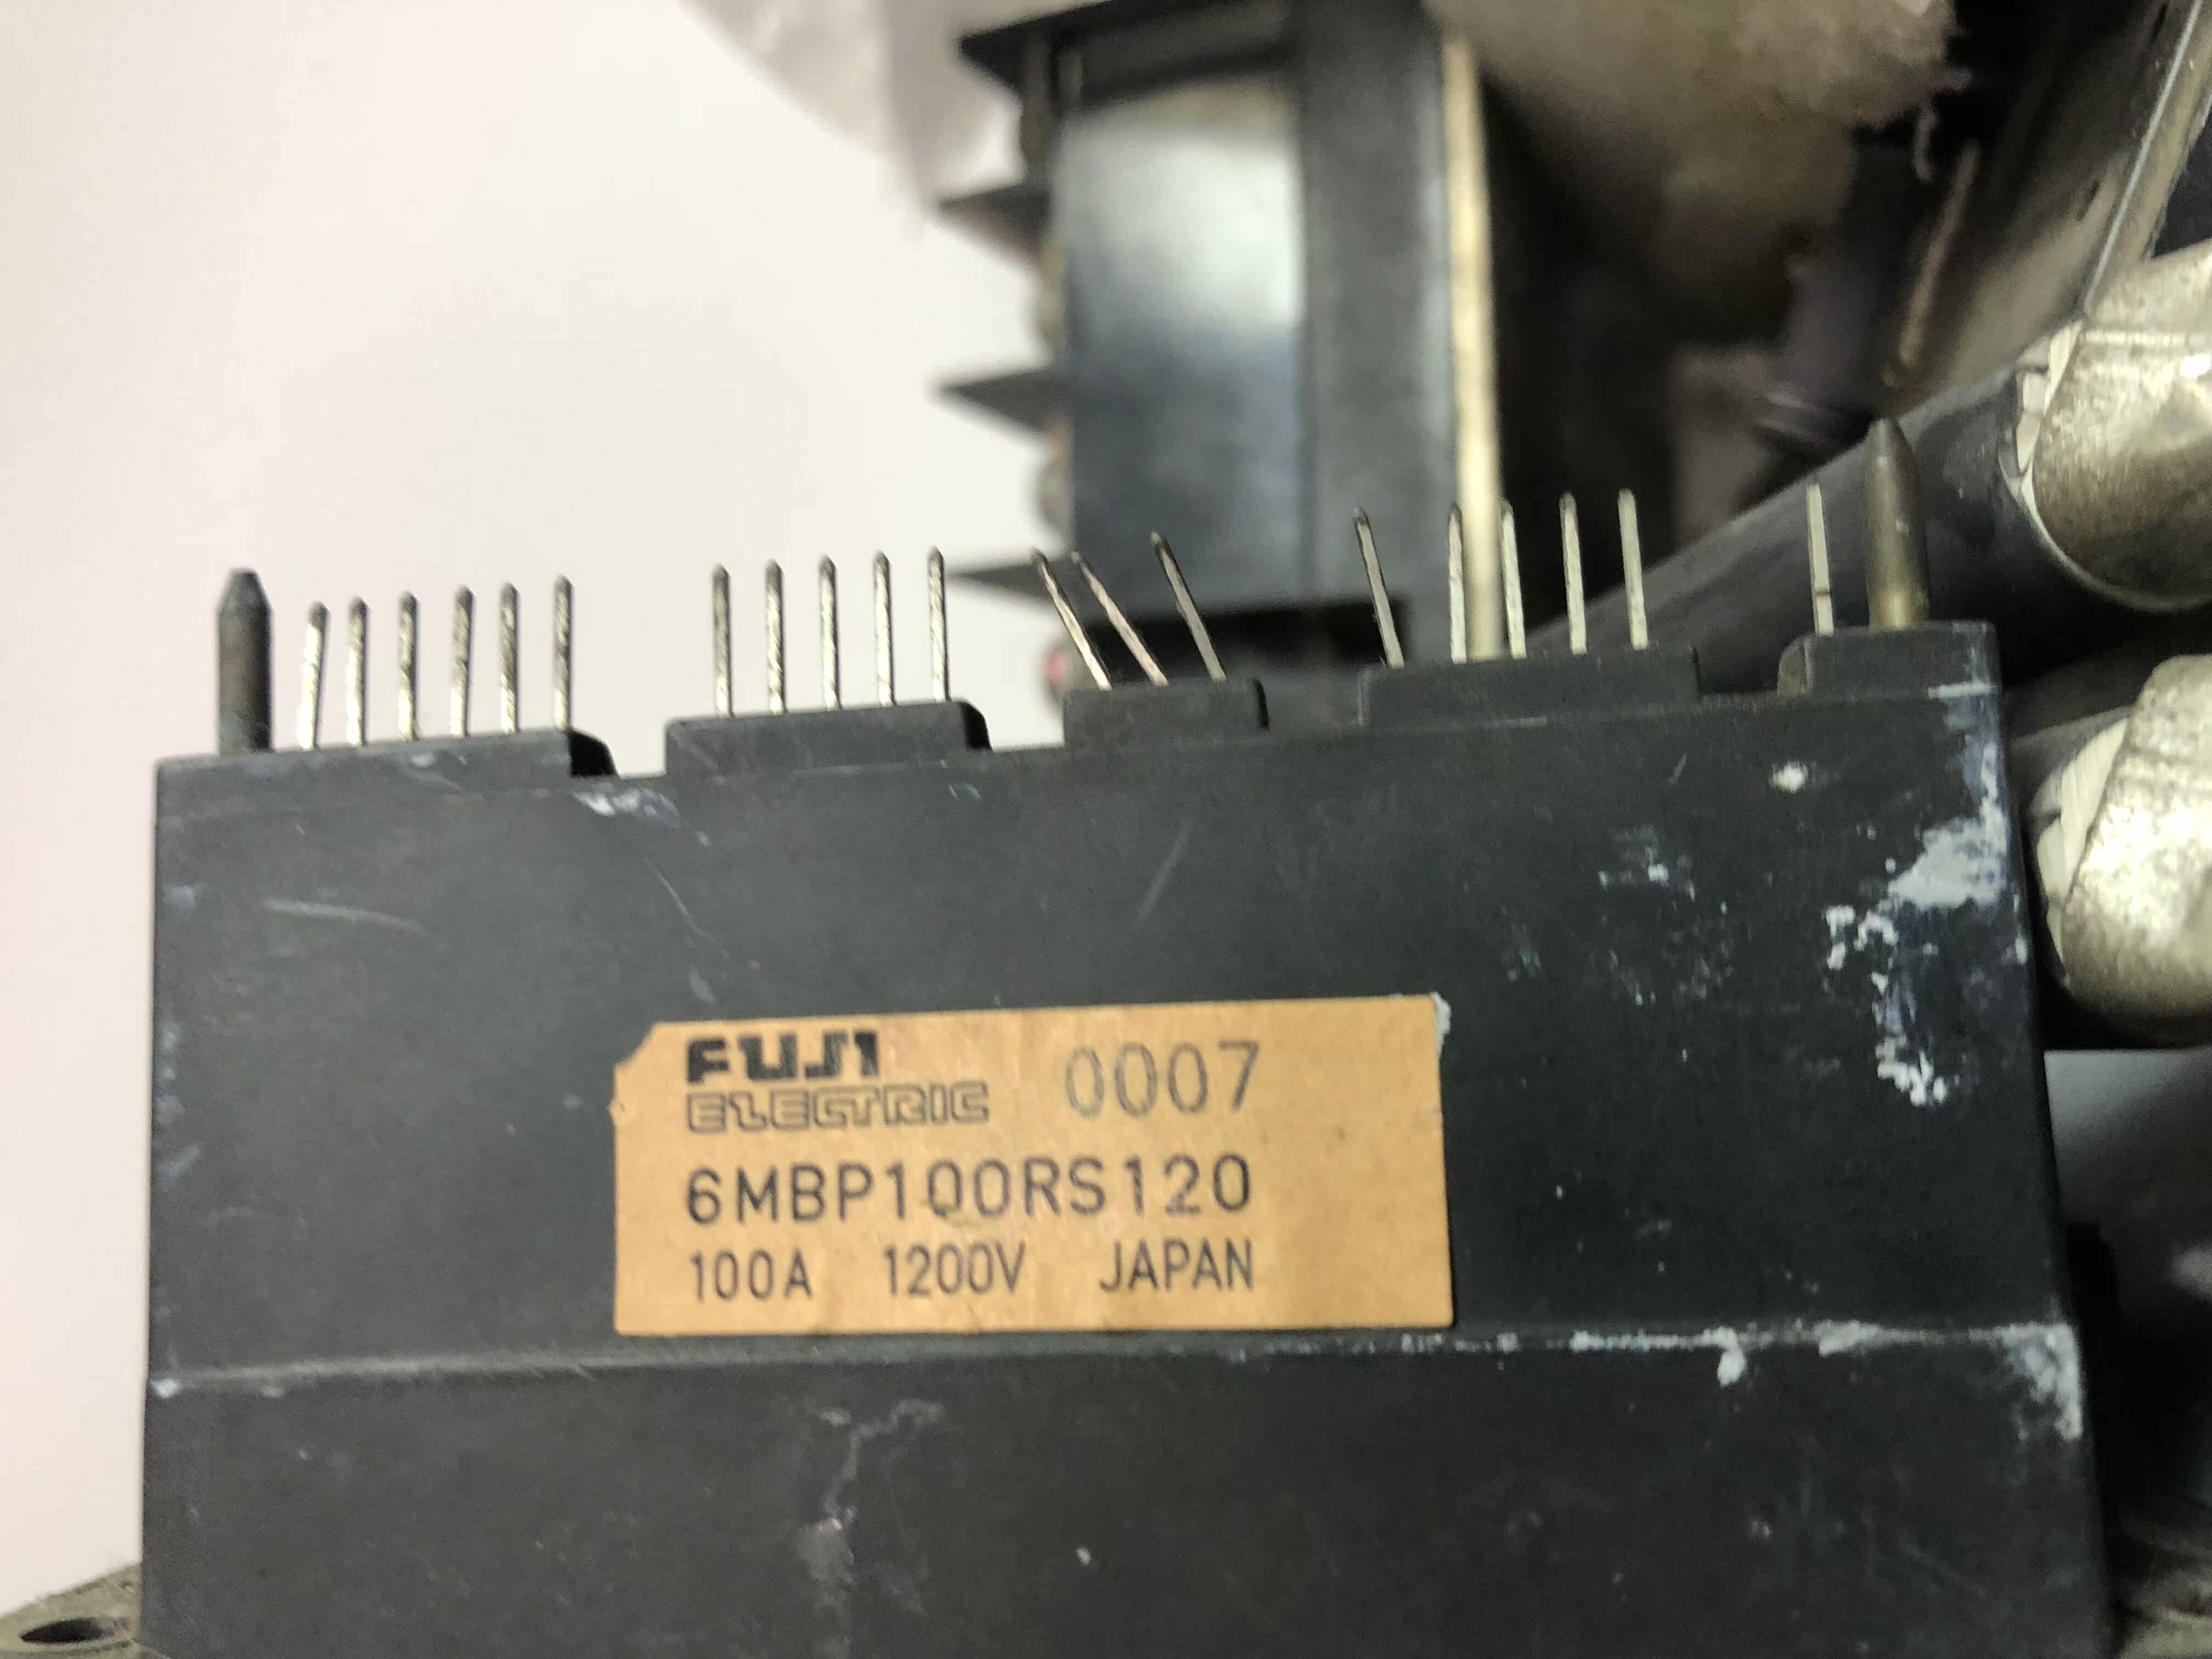 FUJI
ELECTRIC 0007
6MBP100RS120
100A 1200V JAPAN